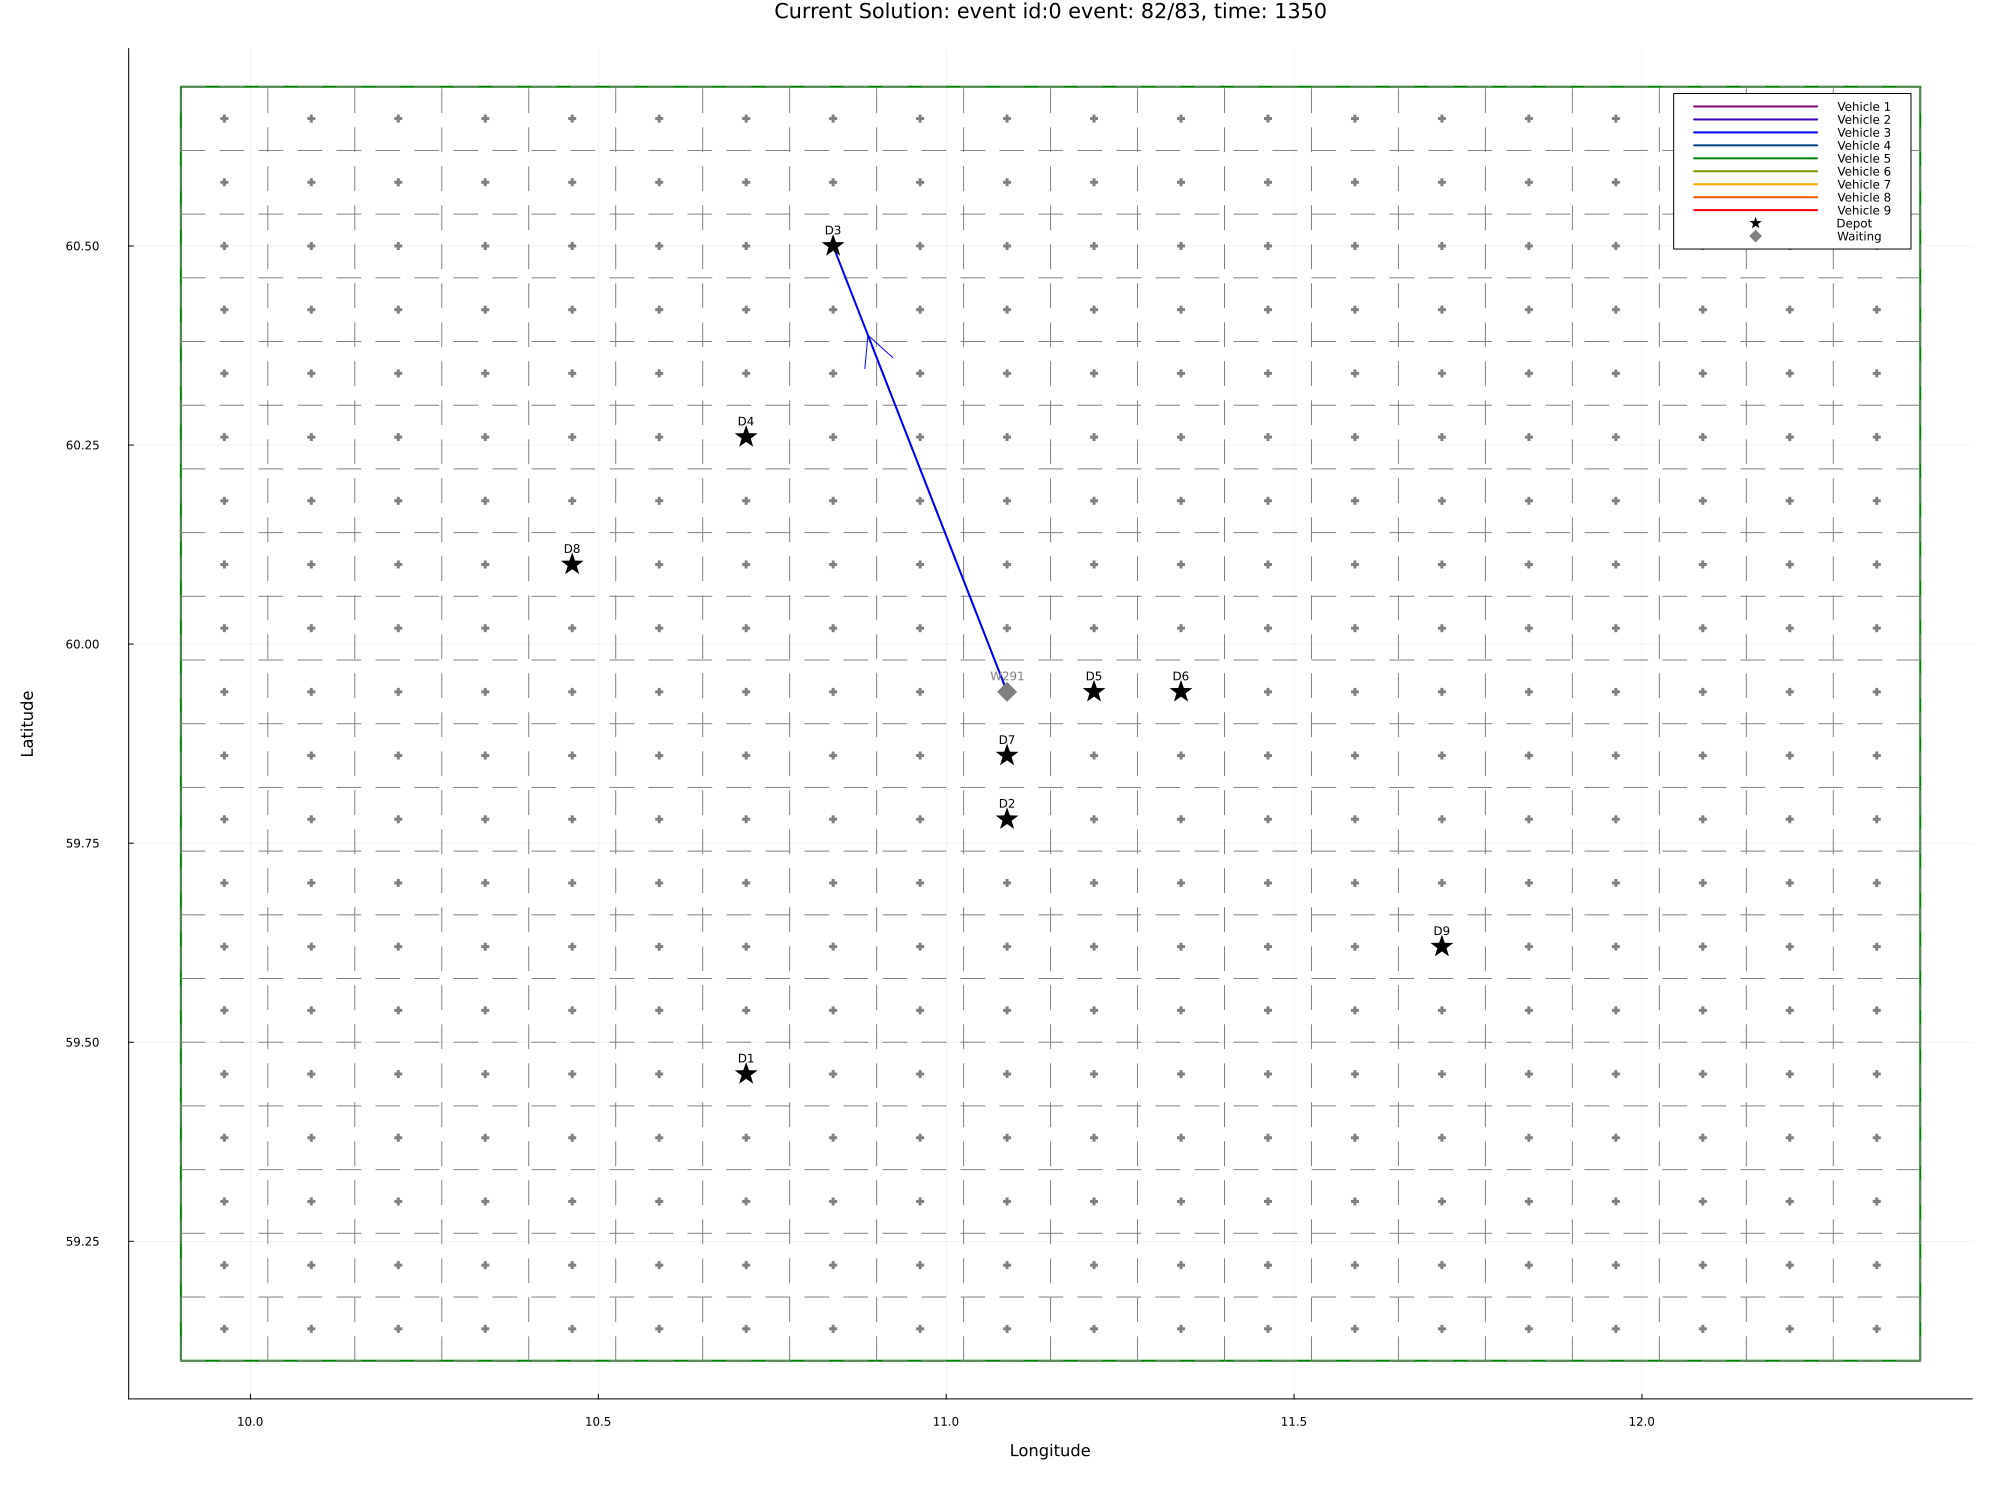 Current Solution: event id:0 event: 82/83, time: 1350
Vehicle 1
Vehicle 2
Vehicle 3
Vehicle 4
Vehicle 5
Vehicle 6
Vehicle 7
Vehicle 8
Vehicle 9
Depot
Waiting
D3
60.50
D4
60.25
D8
60.00
W291
D5
D6
D7
D2
59.75
D9
59.50
D1
59.25
Latitude
10.0
10.5
11.0
11.5
12.0
Longitude